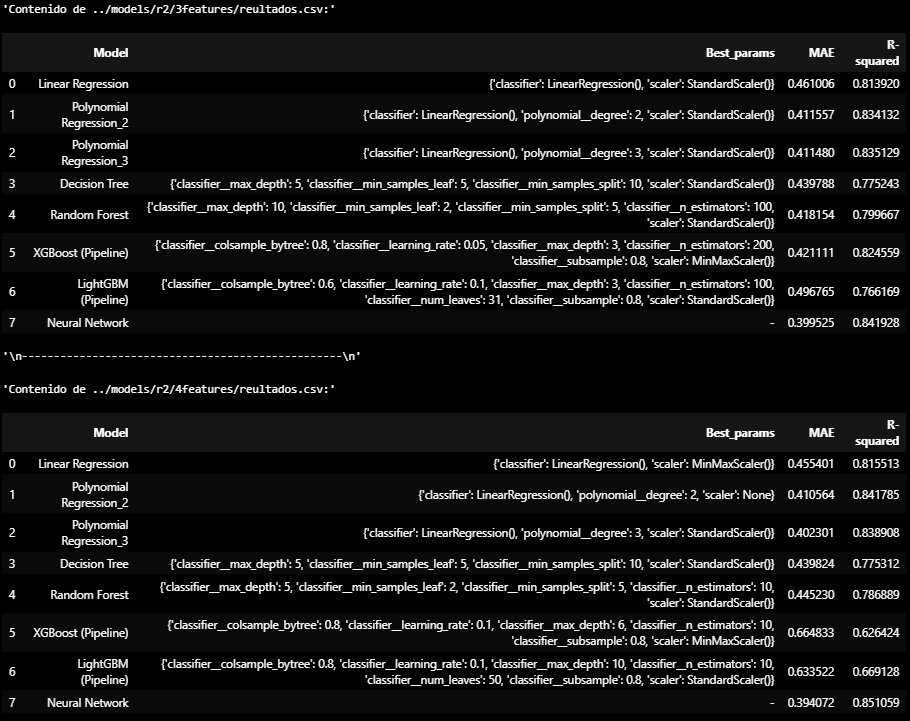 'Contenido de ../models/r2/3features/reultados.csv:'
Model Best_params MAE R-
squared
0 Linear Regression {'classifier': LinearRegression(), 'scaler': StandardScaler()} 0.461006 0.813920
1 Polynomial
Regression_2 {'classifier': LinearRegression(), 'polynomial__degree': 2, 'scaler': StandardScaler()} 0.411557 0.834132
2 Polynomial
Regression_3 {'classifier': LinearRegression(), 'polynomial__degree': 3, 'scaler': StandardScaler()} 0.411480 0.835129
3 Decision Tree {'classifier__max_depth': 5, 'classifier__min_samples_leaf': 5, 'classifier__min_samples_split': 10, 'scaler': StandardScaler()} 0.439788 0.775243
4 Random Forest {'classifier__max_depth': 10, 'classifier__min_samples_leaf': 2, 'classifier__min_samples_split': 5, 'classifier__n_estimators': 100,
'scaler': StandardScaler()} 0.418154 0.799667
5 XGBoost (Pipeline) {'classifier__colsample_bytree': 0.8, 'classifier__learning_rate': 0.05, 'classifier__max_depth': 3, 'classifier__n_estimators': 200,
'classifier__subsample': 0.8, 'scaler': MinMaxScaler()} 0.421111 0.824559
6 LightGBM
(Pipeline) {'classifier__colsample_bytree': 0.6, 'classifier__learning_rate': 0.1, 'classifier__max_depth': 3, 'classifier__n_estimators': 100,
'classifier__num_leaves': 31, 'classifier__subsample': 0.8, 'scaler': StandardScaler()} 0.496765 0.766169
7 Neural Network - 0.399525 0.841928
'\n--------------------------------------------------\n'
'Contenido de ../models/r2/4features/reultados.csv:'
Model Best_params MAE R-
squared
0 Linear Regression {'classifier': LinearRegression(), 'scaler': MinMaxScaler()} 0.455401 0.815513
1 Polynomial
Regression_2 {'classifier': LinearRegression(), 'polynomial__degree': 2, 'scaler': None} 0.410564 0.841785
2 Polynomial
Regression_3 {'classifier': LinearRegression(), 'polynomial__degree': 3, 'scaler': StandardScaler()} 0.402301 0.838908
3 Decision Tree {'classifier__max_depth': 5, 'classifier__min_samples_leaf': 5, 'classifier__min_samples_split': 10, 'scaler': StandardScaler()} 0.439824 0.775312
4 Random Forest {'classifier__max_depth': 5, 'classifier__min_samples_leaf': 2, 'classifier__min_samples_split': 5, 'classifier__n_estimators': 10,
'scaler': StandardScaler()} 0.445230 0.786889
5 XGBoost (Pipeline) {'classifier__colsample_bytree': 0.8, 'classifier__learning_rate': 0.1, 'classifier__max_depth': 6, 'classifier__n_estimators': 10,
'classifier__subsample': 0.8, 'scaler': MinMaxScaler()} 0.664833 0.626424
6 LightGBM
(Pipeline) {'classifier__colsample_bytree': 0.8, 'classifier__learning_rate': 0.1, 'classifier__max_depth': 10, 'classifier__n_estimators': 10,
'classifier__num_leaves': 50, 'classifier__subsample': 0.8, 'scaler': StandardScaler()} 0.633522 0.669128
7 Neural Network - 0.394072 0.851059